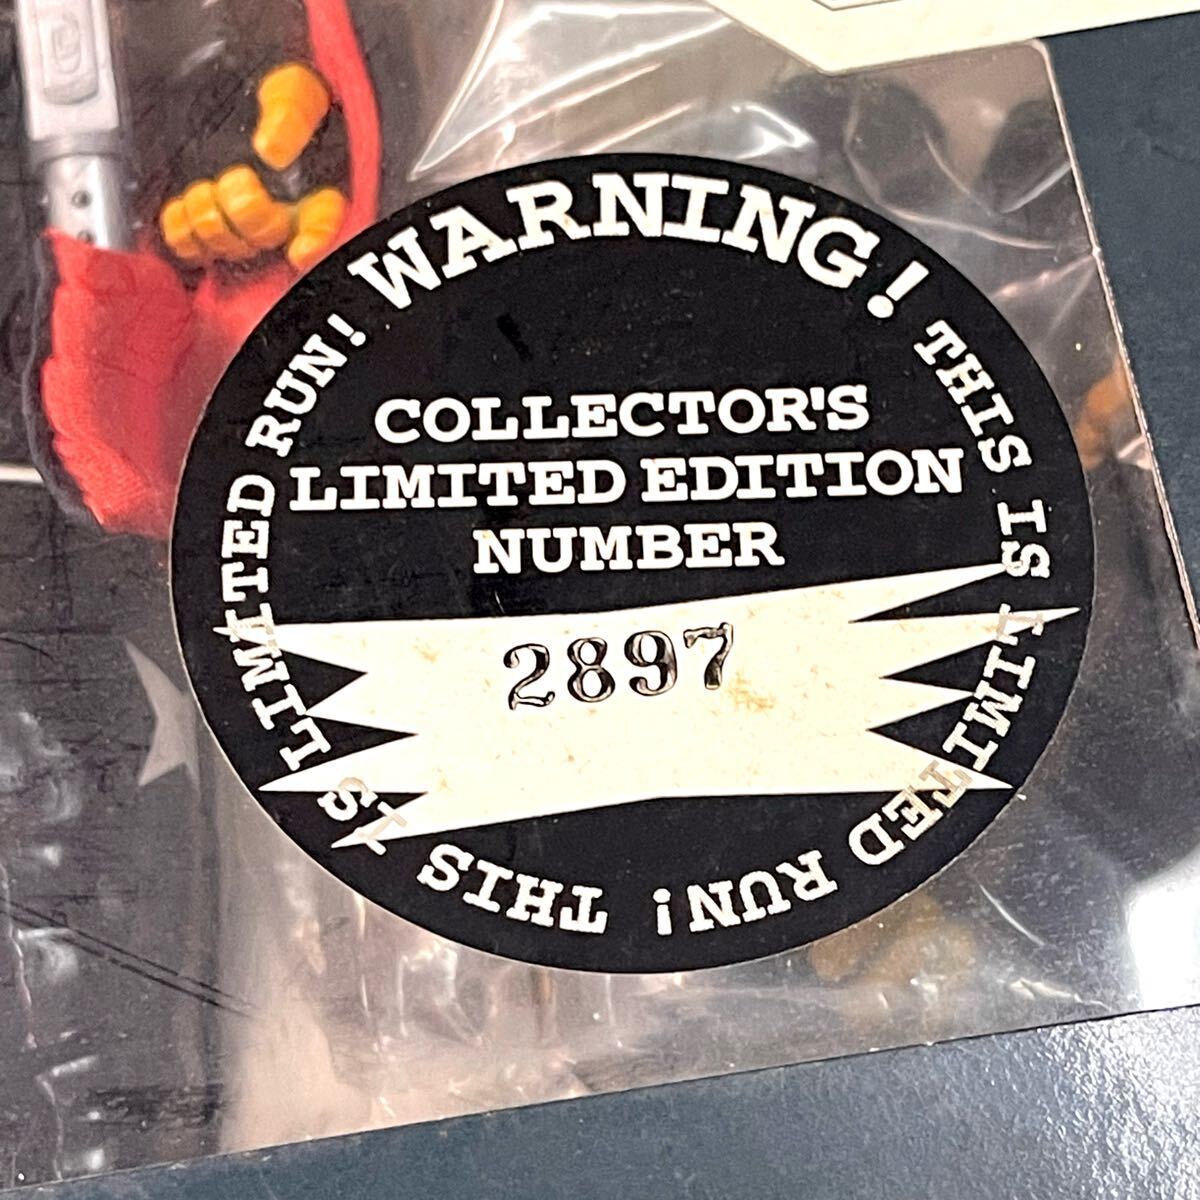 WARNING! THIS IS LIMITED RUN! THIS IS LIMITED RUN!
COLLECTOR'S
LIMITED EDITION
NUMBER
2897